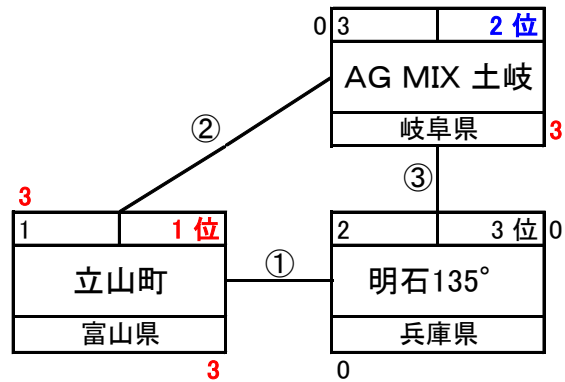 0 3 2 位
AG MIX 土岐
岐阜県 3
②
③
3
1 1 位
立山町
富山県
3
①
2 3 位 0
明石135°
兵庫県
0